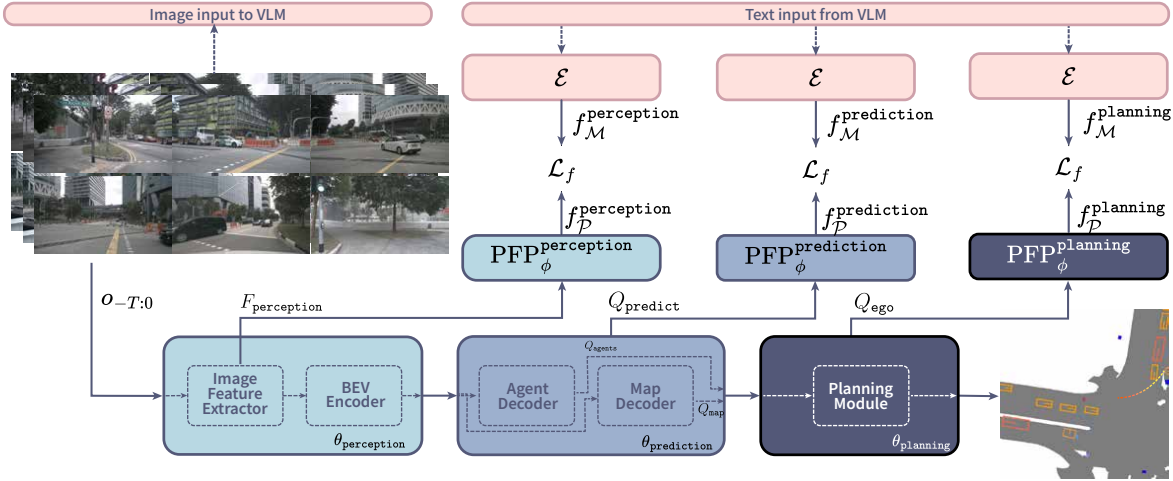 Image input to VLM
Text input from VLM
ℰ
ℰ
ℰ
f_ℳ^perception
f_ℳ^prediction
f_ℳ^planning
ℒ_f
ℒ_f
ℒ_f
f_𝒫^perception
f_𝒫^prediction
f_𝒫^planning
PFP_ϕ^perception
PFP_ϕ^prediction
PFP_ϕ^planning
o_{−T:0}
F_perception
Q_predict
Q_ego
Image
Feature
Extractor
BEV
Encoder
θ_perception
Q_agents
Agent
Decoder
Map
Decoder
Q_map
θ_prediction
Planning
Module
θ_planning